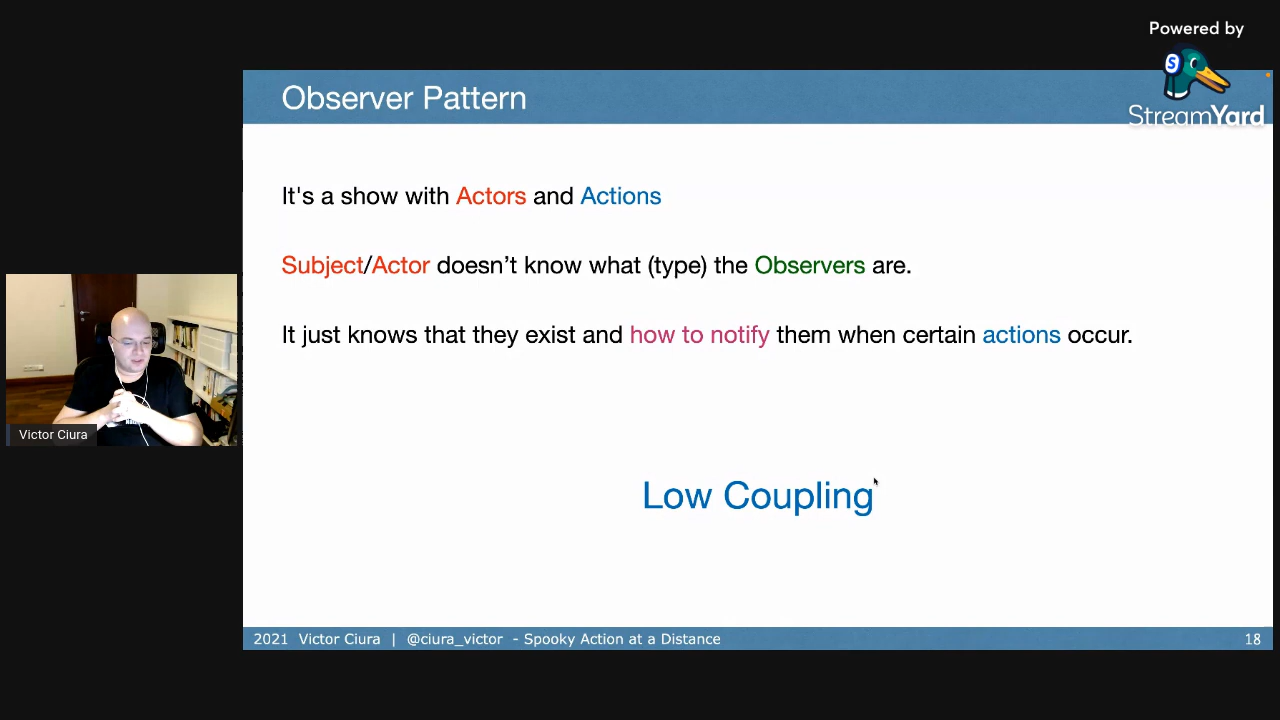 Powered by
StreamYard
Observer Pattern
It's a show with Actors and Actions
Subject/Actor doesn’t know what (type) the Observers are.
It just knows that they exist and how to notify them when certain actions occur.
Low Coupling
Victor Ciura
2021 Victor Ciura | @ciura_victor - Spooky Action at a Distance
18